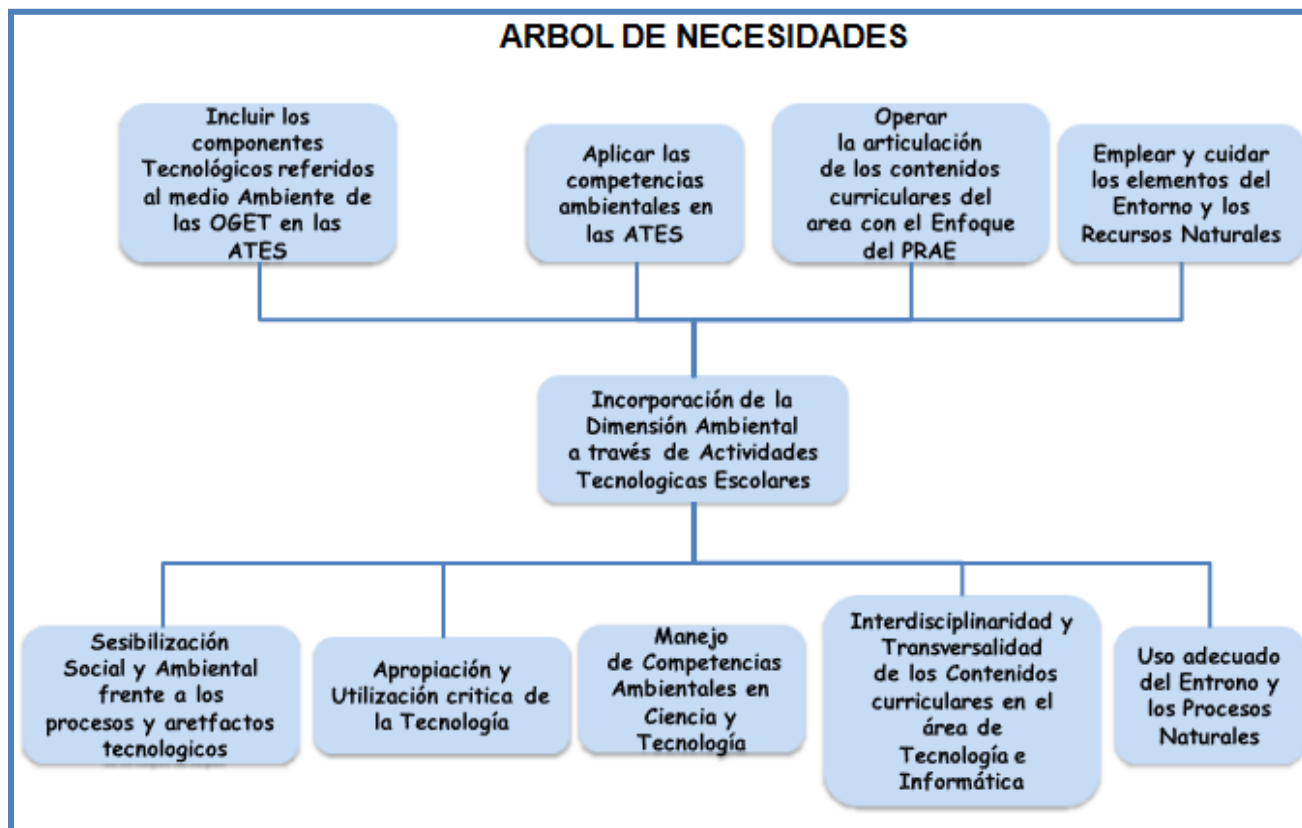 ARBOL DE NECESIDADES
Incluir los
componentes
Tecnológicos referidos
al medio Ambiente de
las OGET en las
ATES
Aplicar las
competencias
ambientales en
las ATES
Operar
la articulación
de los contenidos
curriculares del
area con el Enfoque
del PRAE
Emplear y cuidar
los elementos del
Entorno y los
Recursos Naturales
Incorporación de la
Dimensión Ambiental
a través de Actividades
Tecnologicas Escolares
Sesibilización
Social y Ambiental
frente a los
procesos y aretfactos
tecnologicos
Apropiación y
Utilización critica de
la Tecnología
Manejo
de Competencias
Ambientales en
Ciencia y
Tecnología
Interdisciplinaridad y
Transversalidad
de los Contenidos
curriculares en el
área de
Tecnología e
Informática
Uso adecuado
del Entrono y
los Procesos
Naturales